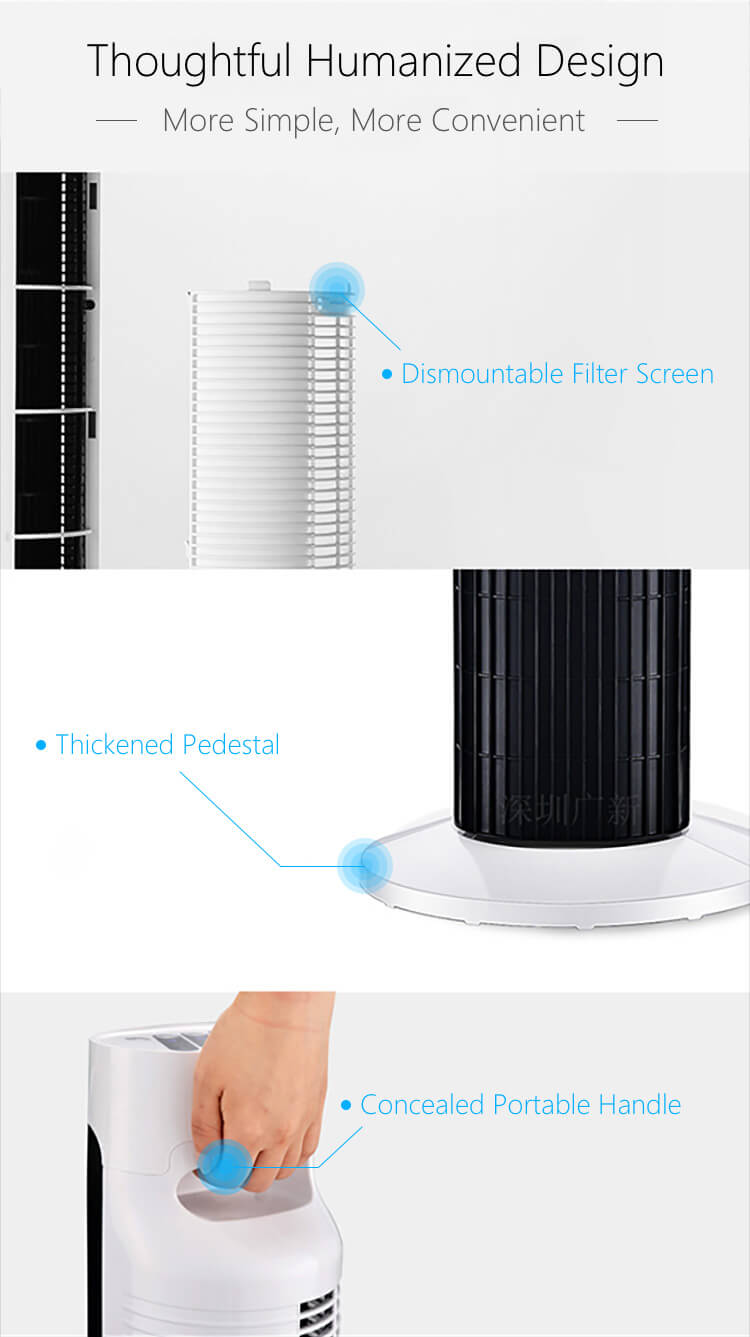 Thoughtful Humanized Design
More Simple, More Convenient
Dismountable Filter Screen
Thickened Pedestal
深圳广新
Concealed Portable Handle